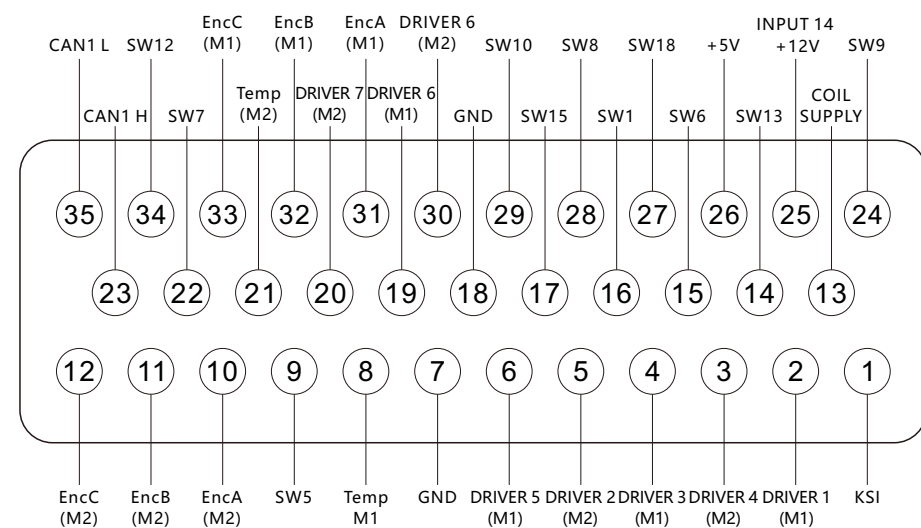 EncC EncB EncA DRIVER 6 INPUT 14
CAN1 L SW12 (M1) (M1) (M1) (M2) SW10 SW8 SW18 +5V +12V SW9
Temp DRIVER 7 DRIVER 6 COIL
CAN1 H SW7 (M2) (M2) (M1) GND SW15 SW1 SW6 SW13 SUPPLY
35 34 33 32 31 30 29 28 27 26 25 24
23 22 21 20 19 18 17 16 15 14 13
12 11 10 9 8 7 6 5 4 3 2 1
EncC EncB EncA SW5 Temp GND DRIVER 5 DRIVER 2 DRIVER 3 DRIVER 4 DRIVER 1 KSI
(M2) (M2) (M2) M1 (M1) (M2) (M1) (M2) (M1)